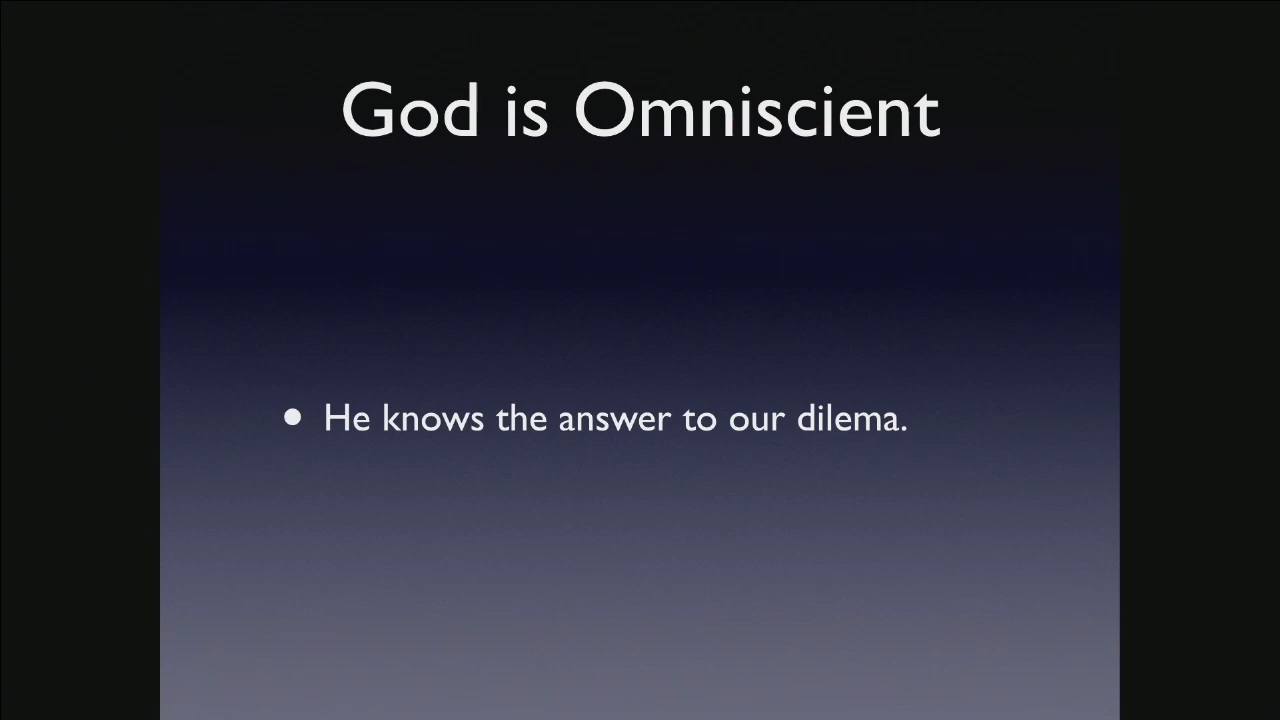 God is Omniscient
• He knows the answer to our dilema.